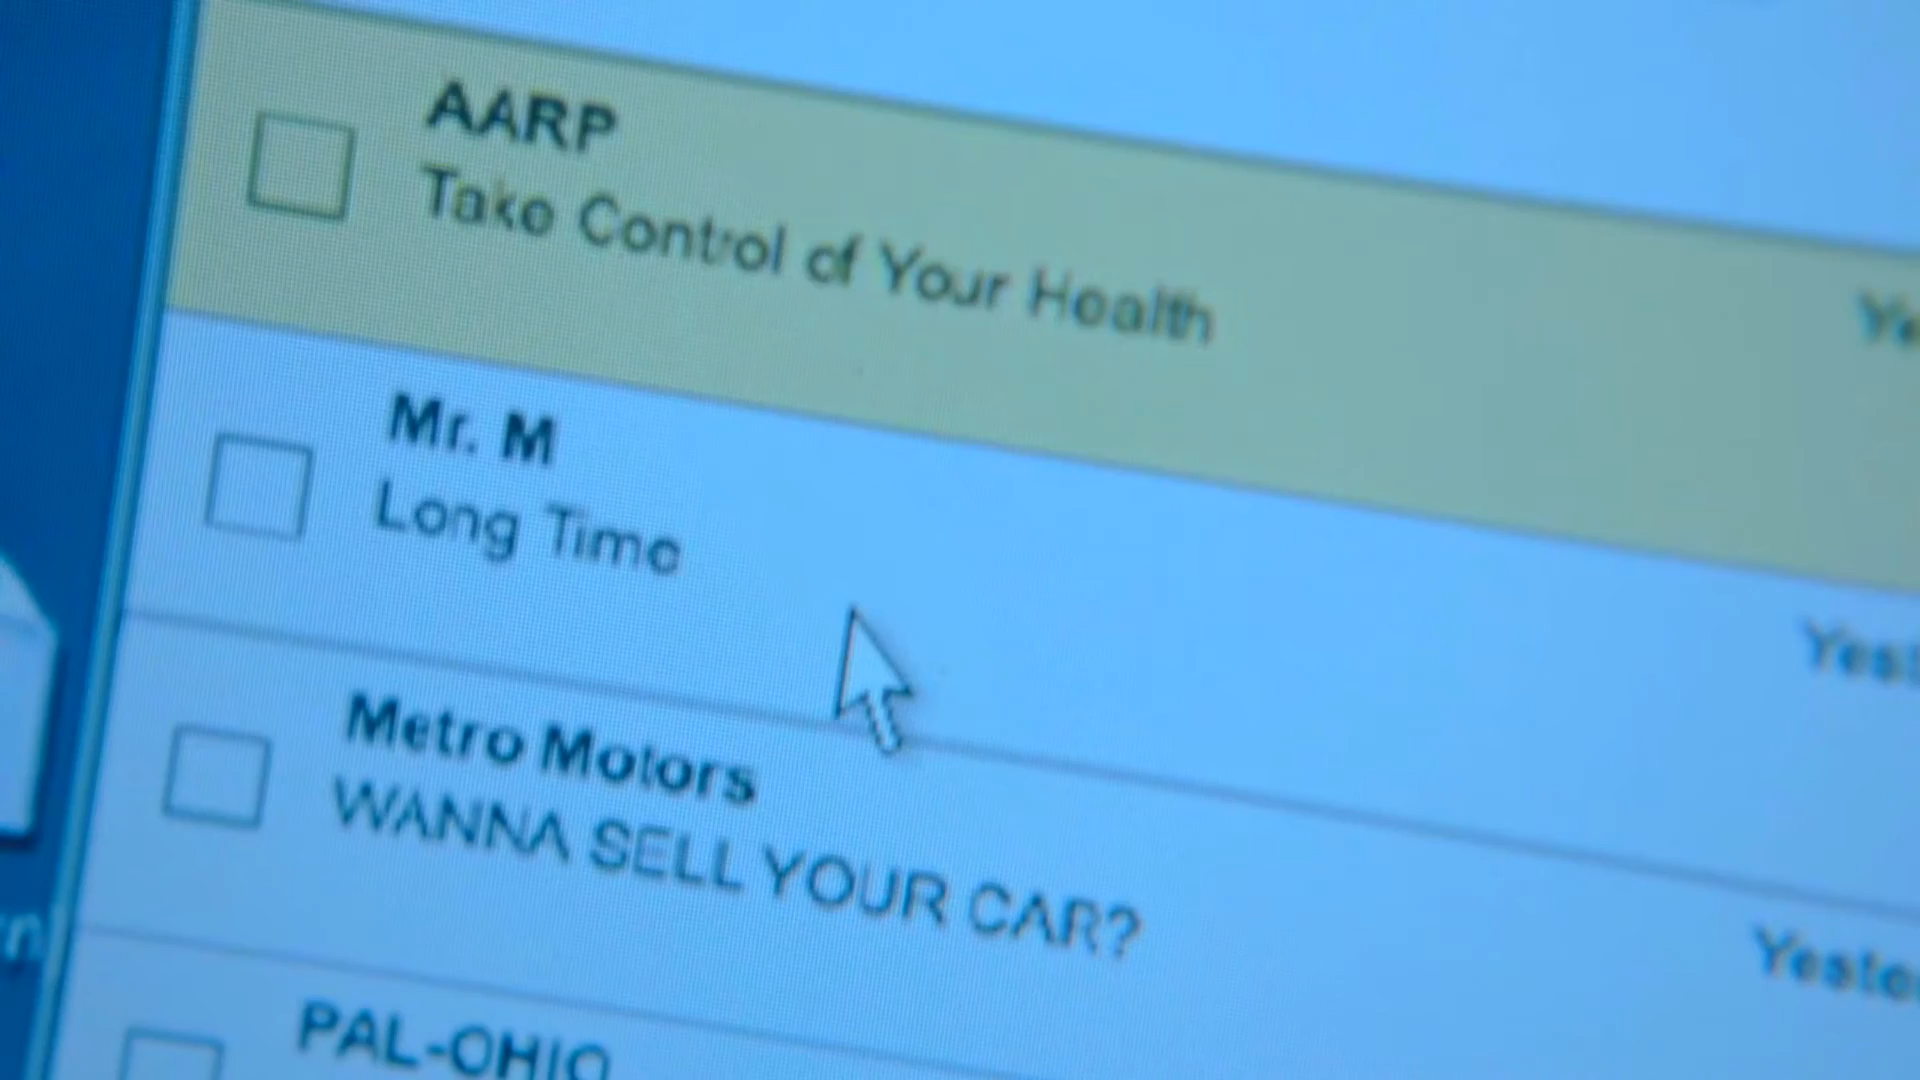 AARP
Take Control of Your Health
Mr. M
Long Time
Metro Motors
WANNA SELL YOUR CAR?
PAL-OHIO